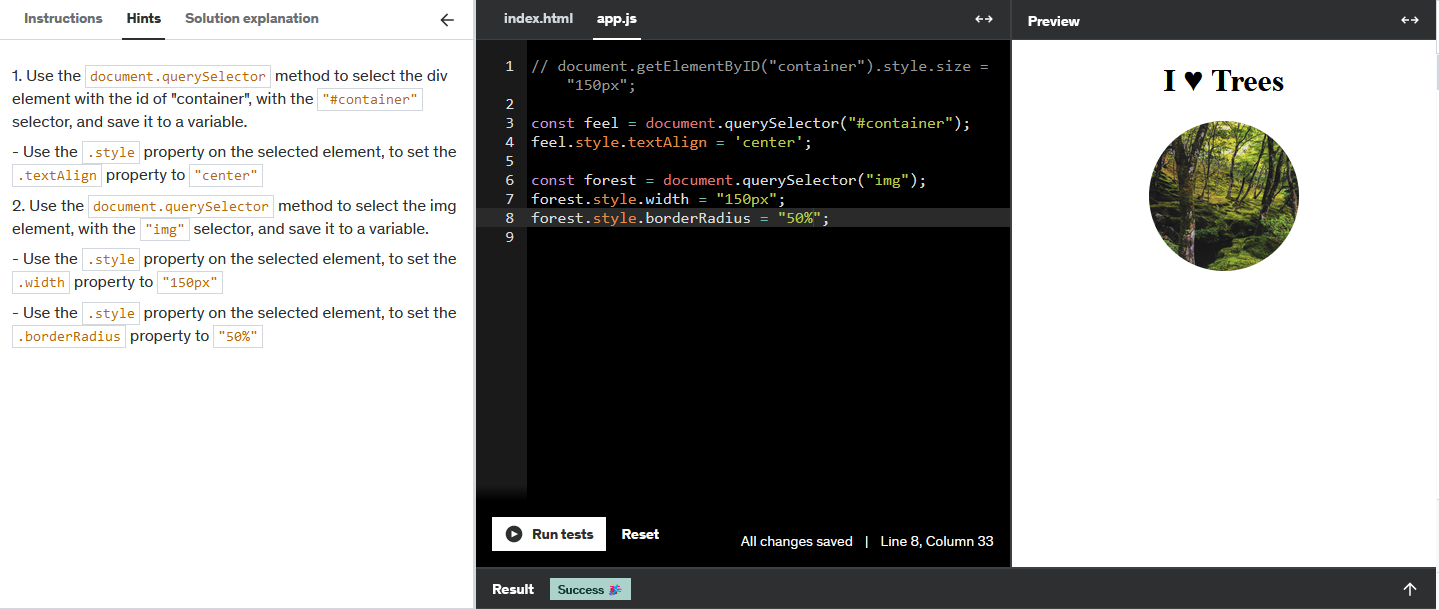 Instructions Hints Solution explanation
1. Use the document.querySelector method to select the div
element with the id of "container", with the "#container"
selector, and save it to a variable.
- Use the .style property on the selected element, to set the
.textAlign property to "center"
2. Use the document.querySelector method to select the img
element, with the "img" selector, and save it to a variable.
- Use the .style property on the selected element, to set the
.width property to "150px"
- Use the .style property on the selected element, to set the
.borderRadius property to "50%"
index.html app.js
1 // document.getElementByID("container").style.size =
"150px";
2
3 const feel = document.querySelector("#container");
4 feel.style.textAlign = 'center';
5
6 const forest = document.querySelector("img");
7 forest.style.width = "150px";
8 forest.style.borderRadius = "50%";
9
Run tests Reset All changes saved | Line 8, Column 33
Result Success 🎉
Preview
I ♥ Trees